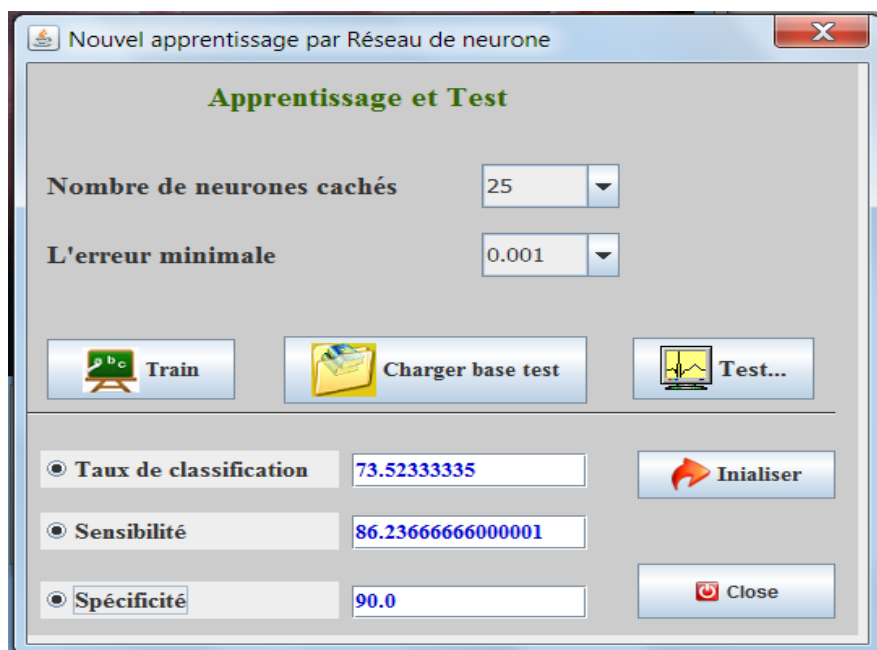 Nouvel apprentissage par Réseau de neurone
X
Apprentissage et Test
Nombre de neurones cachés 25
L'erreur minimale 0.001
abc Train Charger base test Test...
Taux de classification 73.52333335 Inialiser
Sensibilité 86.23666666000001
Spécificité 90.0 Close